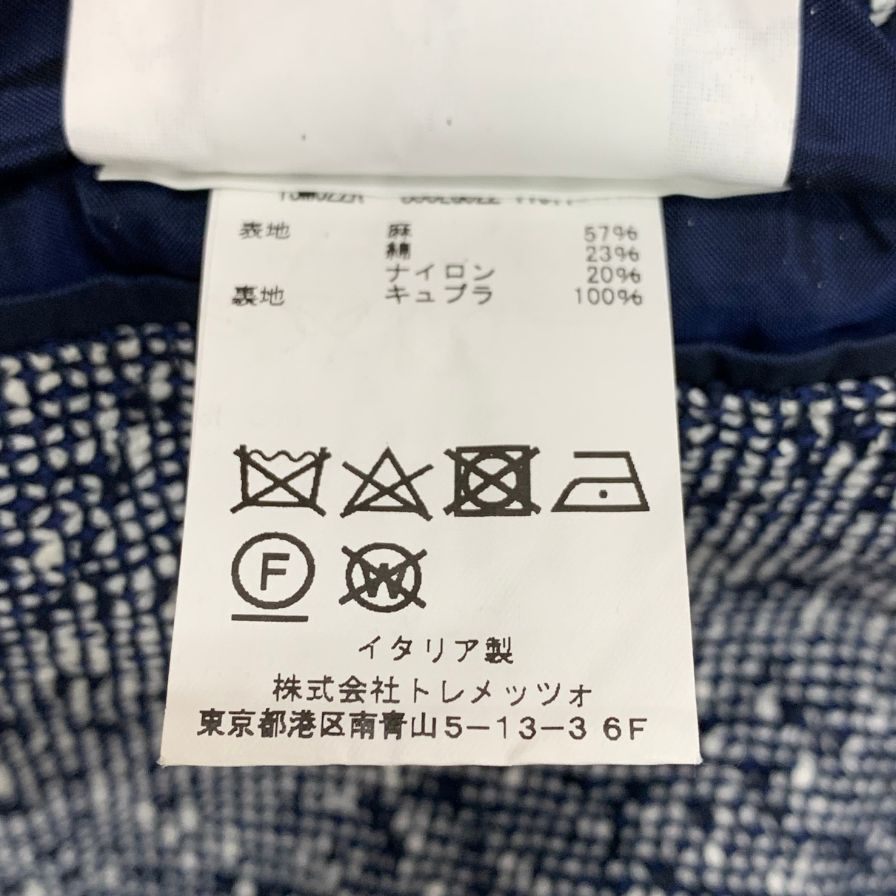 表地 麻 57%
綿 23%
ナイロン 20%
裏地 キュプラ 100%
F
W
イタリア製
株式会社トレメッツォ
東京都港区南青山5-13-3 6F